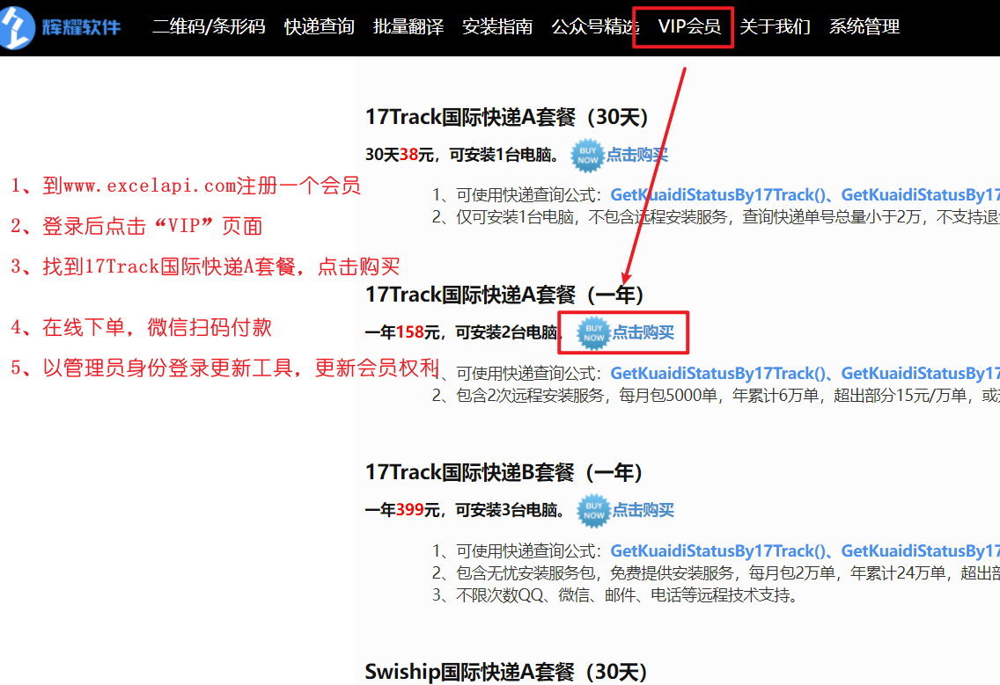 辉耀软件 二维码/条形码 快递查询 批量翻译 安装指南 公众号精选 VIP会员 关于我们 系统管理
17Track国际快递A套餐（30天）
30天38元，可安装1台电脑。 BUY NOW 点击购买
1、可使用快递查询公式：GetKuaidiStatusBy17Track()、GetKuaidiStatusBy17
2、仅可安装1台电脑，不包含远程安装服务，查询快递单号总量小于2万，不支持退
1、到www.excelapi.com注册一个会员
2、登录后点击“VIP”页面
3、找到17Track国际快递A套餐，点击购买
4、在线下单，微信扫码付款
5、以管理员身份登录更新工具，更新会员权利
17Track国际快递A套餐（一年）
一年158元，可安装2台电脑。 BUY NOW 点击购买
1、可使用快递查询公式：GetKuaidiStatusBy17Track()、GetKuaidiStatusBy17
2、包含2次远程安装服务，每月包5000单，年累计6万单，超出部分15元/万单，或
17Track国际快递B套餐（一年）
一年399元，可安装3台电脑。 BUY NOW 点击购买
1、可使用快递查询公式：GetKuaidiStatusBy17Track()、GetKuaidiStatusBy17
2、包含无忧安装服务包，免费提供安装服务，每月包2万单，年累计24万单，超出部
3、不限次数QQ、微信、邮件、电话等远程技术支持。
Swiship国际快递A套餐（30天）